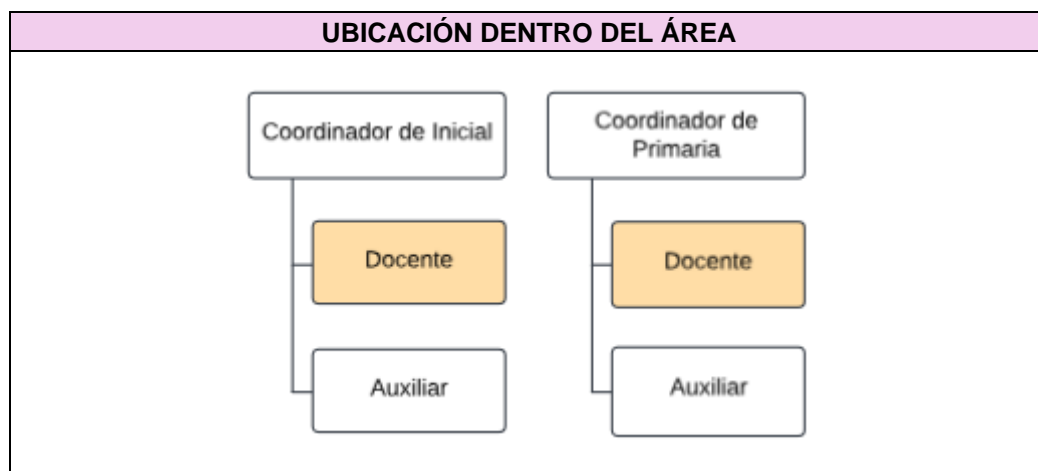 UBICACIÓN DENTRO DEL ÁREA
Coordinador de Inicial
Coordinador de
Primaria
Docente
Docente
Auxiliar
Auxiliar